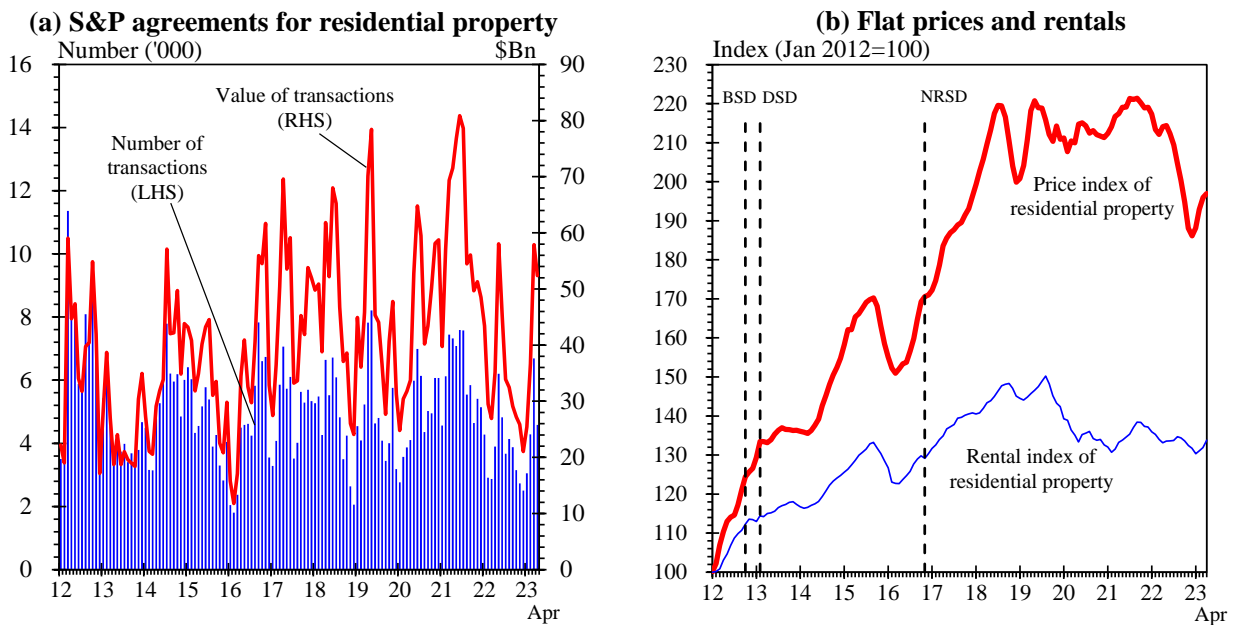 (a) S&P agreements for residential property
Number ('000)
$Bn
16
14
12
10
8
6
4
2
0
90
80
70
60
50
40
30
20
10
0
Value of transactions
(RHS)
Number of
transactions
(LHS)
12 13 14 15 16 17 18 19 20 21 22 23
Apr
(b) Flat prices and rentals
Index (Jan 2012=100)
230
220
210
200
190
180
170
160
150
140
130
120
110
100
BSD DSD
NRSD
Price index of
residential property
Rental index of
residential property
12 13 14 15 16 17 18 19 20 21 22 23
Apr